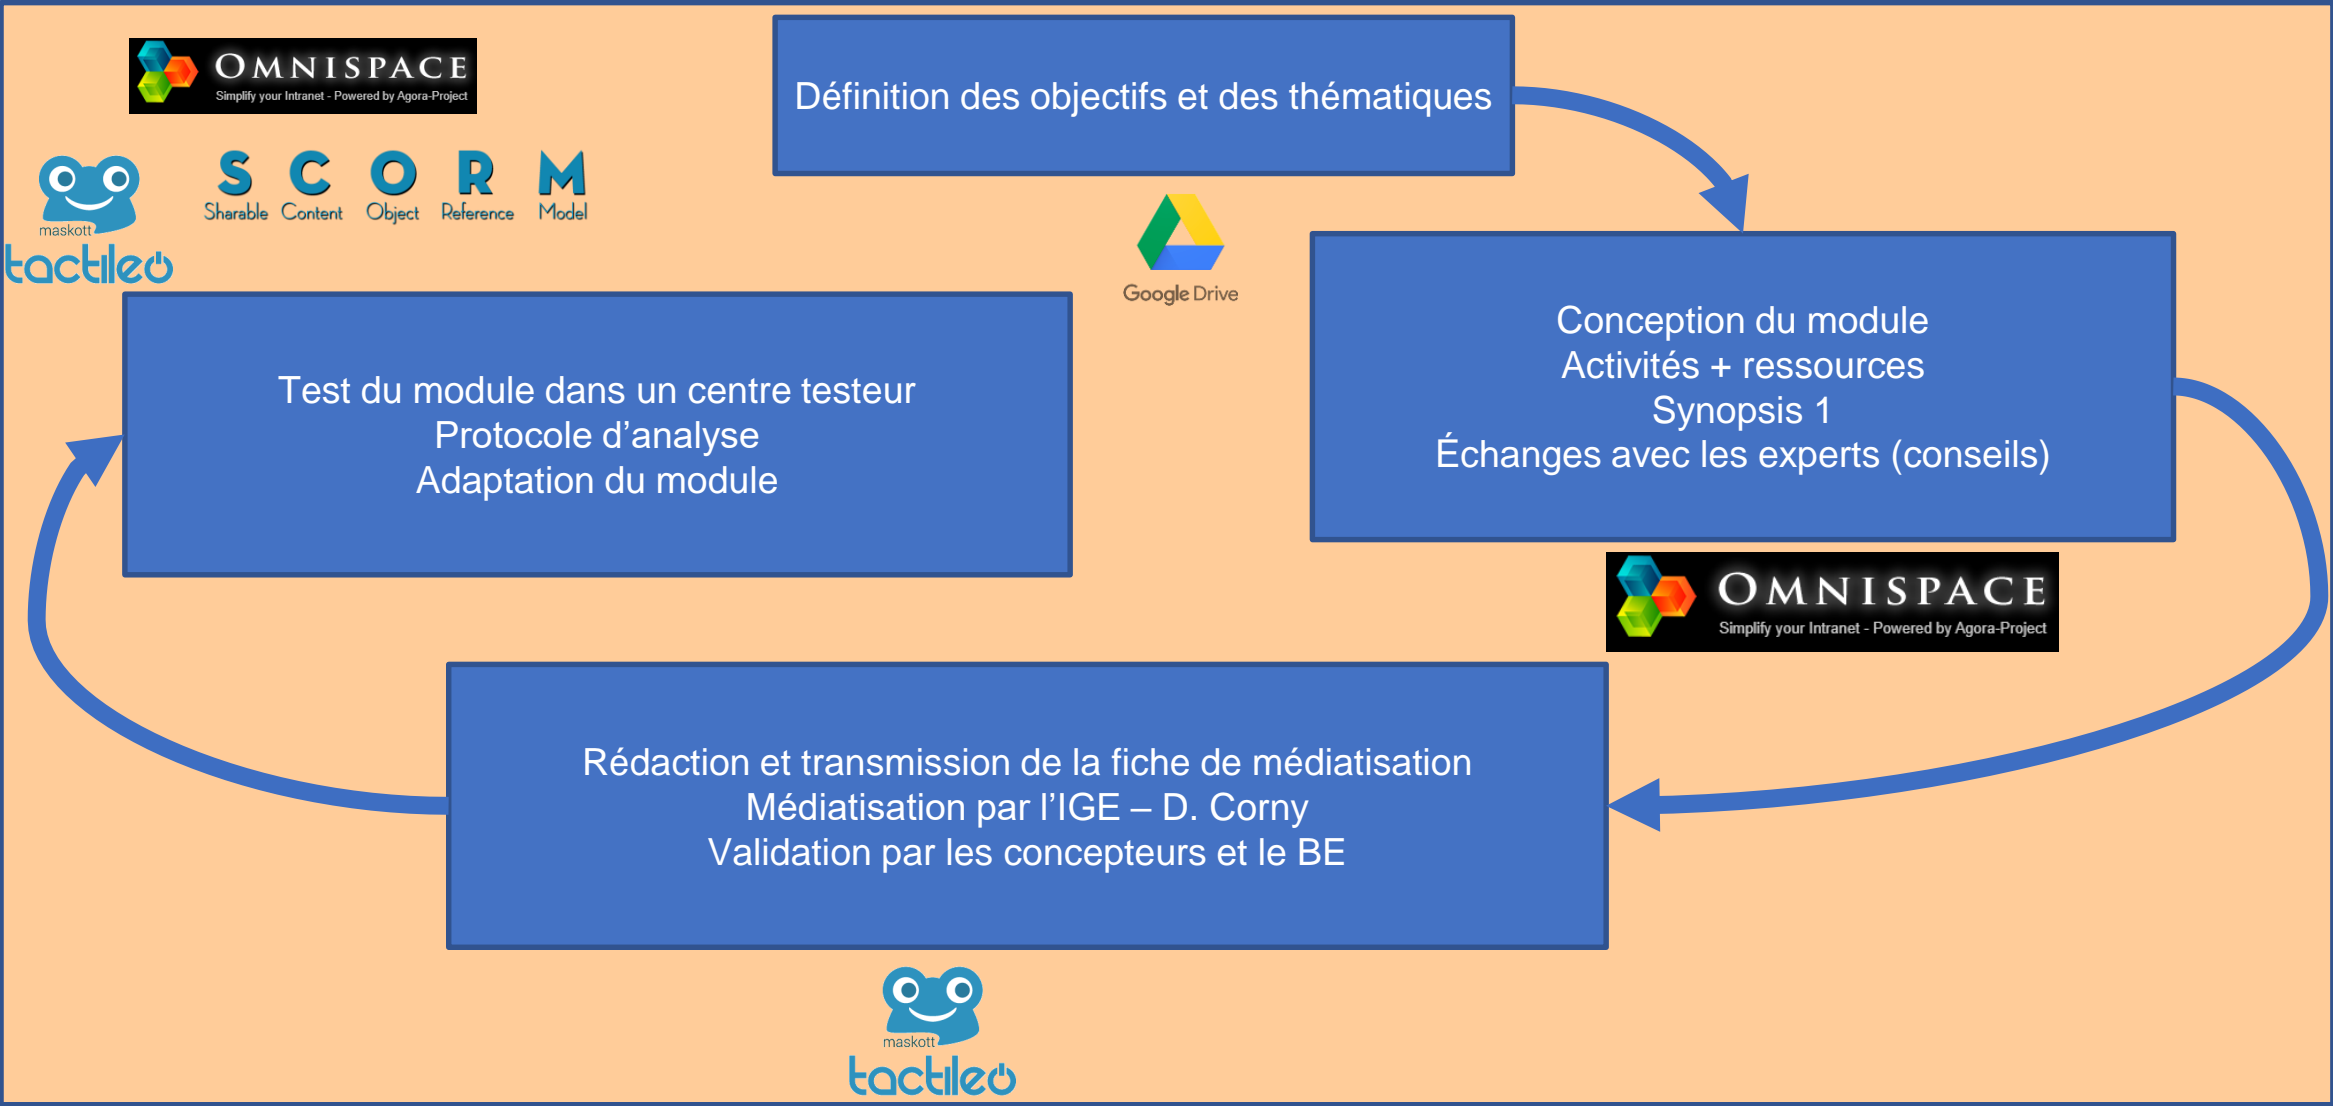 OMNISPACE
Simplify your Intranet - Powered by Agora-Project
Définition des objectifs et des thématiques
maskott
tactileo
S C O R M
Sharable Content Object Reference Model
Google Drive
Conception du module
Activités + ressources
Synopsis 1
Échanges avec les experts (conseils)
Test du module dans un centre testeur
Protocole d’analyse
Adaptation du module
OMNISPACE
Simplify your Intranet - Powered by Agora-Project
Rédaction et transmission de la fiche de médiatisation
Médiatisation par l’IGE – D. Corny
Validation par les concepteurs et le BE
maskott
tactileo